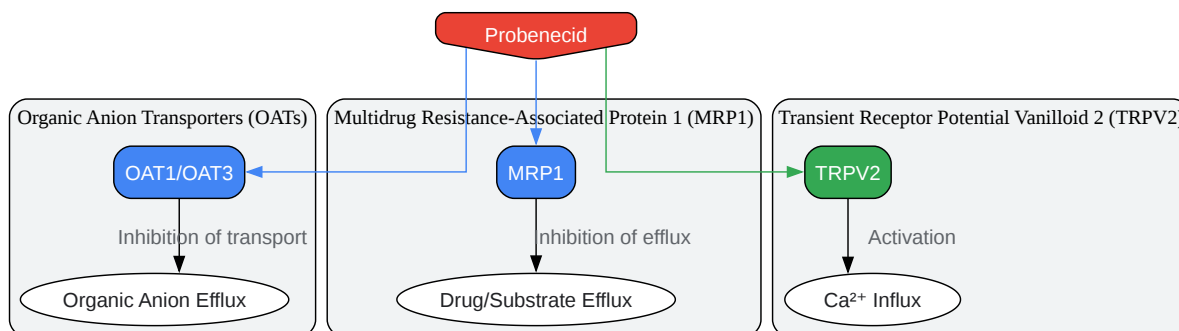 Probenecid
Organic Anion Transporters (OATs)
Multidrug Resistance-Associated Protein 1 (MRP1)
Transient Receptor Potential Vanilloid 2 (TRPV2)
OAT1/OAT3
MRP1
TRPV2
Inhibition of transport
Inhibition of efflux
Activation
Organic Anion Efflux
Drug/Substrate Efflux
Ca²⁺ Influx